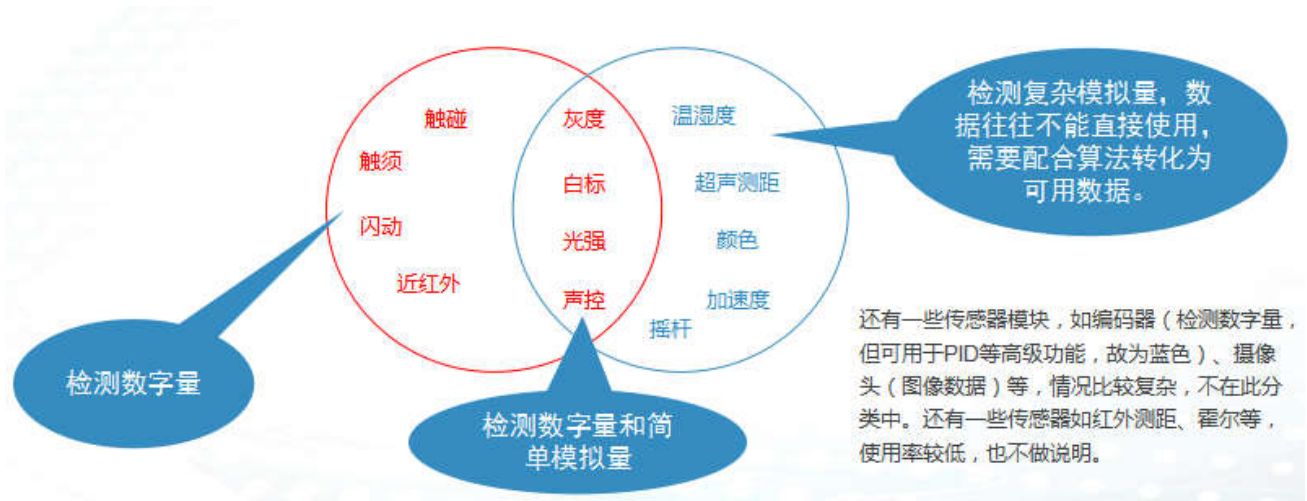 触碰
触须
闪动
近红外
灰度
白标
光强
声控
温湿度
超声测距
颜色
加速度
摇杆
检测数字量
检测数字量和简
单模拟量
检测复杂模拟量，数
据往往不能直接使用，
需要配合算法转化为
可用数据。
还有一些传感器模块，如编码器（检测数字量，
但可用于PID等高级功能，故为蓝色）、摄像
头（图像数据）等，情况比较复杂，不在此分
类中。还有一些传感器如红外测距、霍尔等，
使用率较低，也不做说明。